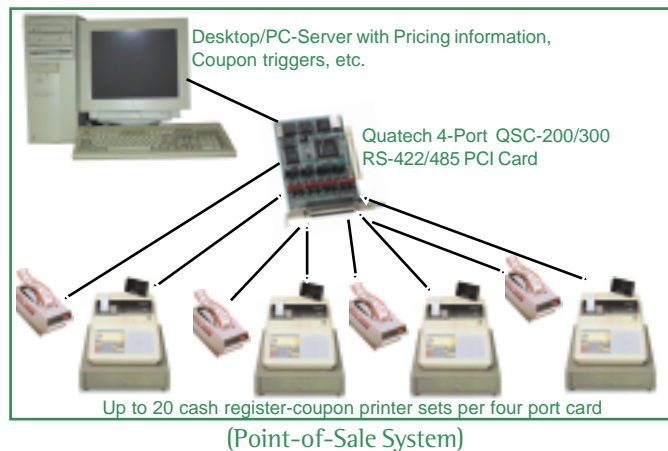 Desktop/PC-Server with Pricing information,
Coupon triggers, etc.
Quatech 4-Port QSC-200/300
RS-422/485 PCI Card
Up to 20 cash register-coupon printer sets per four port card
(Point-of-Sale System)